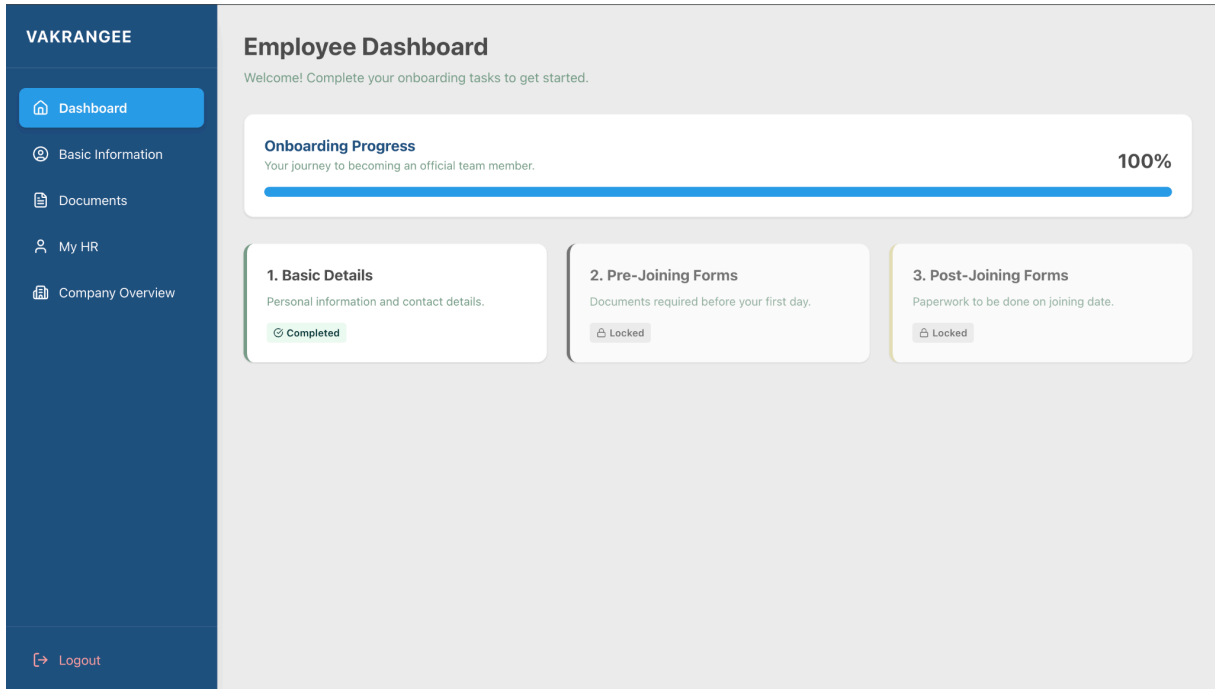 VAKRANGEE
Dashboard
Basic Information
Documents
My HR
Company Overview
Logout
Employee Dashboard
Welcome! Complete your onboarding tasks to get started.
Onboarding Progress
Your journey to becoming an official team member.
100%
1. Basic Details
Personal information and contact details.
Completed
2. Pre-Joining Forms
Documents required before your first day.
Locked
3. Post-Joining Forms
Paperwork to be done on joining date.
Locked